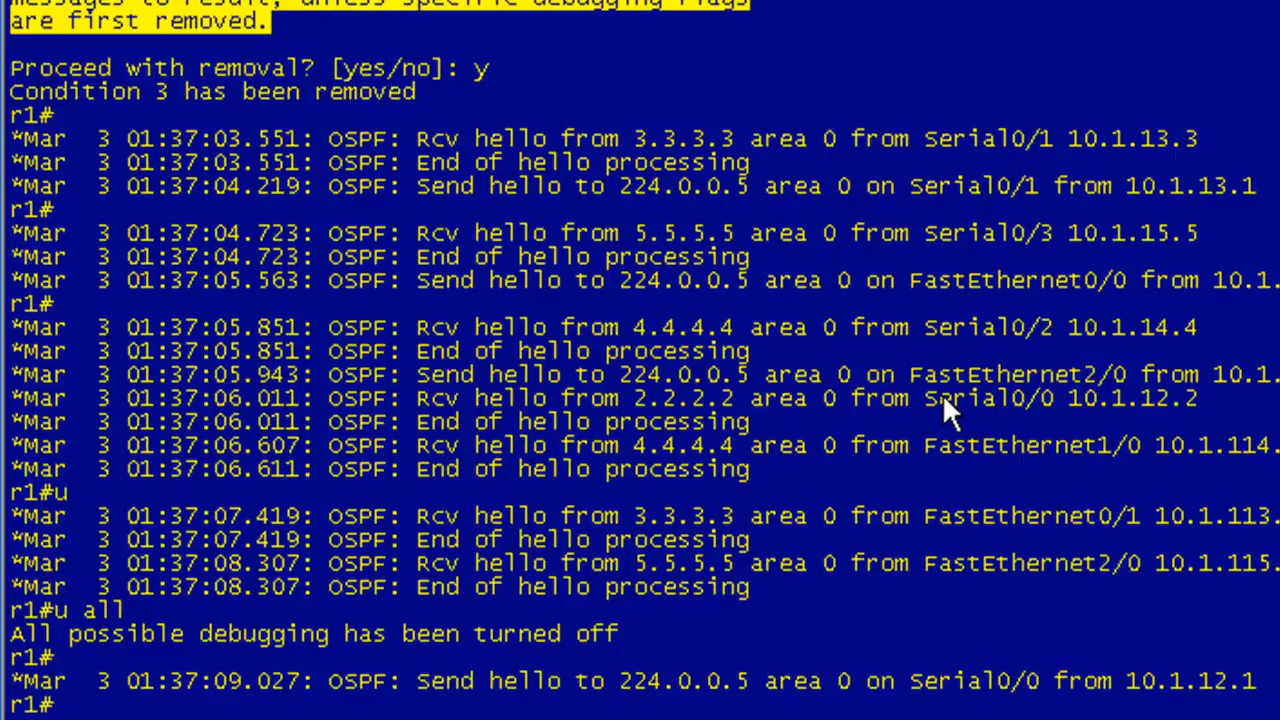 messages to result, unless specific debugging flags
are first removed.
Proceed with removal? [yes/no]: y
Condition 3 has been removed
r1#
*Mar  3 01:37:03.551: OSPF: Rcv hello from 3.3.3.3 area 0 from Serial0/1 10.1.13.3
*Mar  3 01:37:03.551: OSPF: End of hello processing
*Mar  3 01:37:04.219: OSPF: Send hello to 224.0.0.5 area 0 on Serial0/1 from 10.1.13.1
r1#
*Mar  3 01:37:04.723: OSPF: Rcv hello from 5.5.5.5 area 0 from Serial0/3 10.1.15.5
*Mar  3 01:37:04.723: OSPF: End of hello processing
*Mar  3 01:37:05.563: OSPF: Send hello to 224.0.0.5 area 0 on FastEthernet0/0 from 10.1.
r1#
*Mar  3 01:37:05.851: OSPF: Rcv hello from 4.4.4.4 area 0 from Serial0/2 10.1.14.4
*Mar  3 01:37:05.851: OSPF: End of hello processing
*Mar  3 01:37:05.943: OSPF: Send hello to 224.0.0.5 area 0 on FastEthernet2/0 from 10.1.
*Mar  3 01:37:06.011: OSPF: Rcv hello from 2.2.2.2 area 0 from Serial0/0 10.1.12.2
*Mar  3 01:37:06.011: OSPF: End of hello processing
*Mar  3 01:37:06.607: OSPF: Rcv hello from 4.4.4.4 area 0 from FastEthernet1/0 10.1.114.
*Mar  3 01:37:06.611: OSPF: End of hello processing
r1#u
*Mar  3 01:37:07.419: OSPF: Rcv hello from 3.3.3.3 area 0 from FastEthernet0/1 10.1.113.
*Mar  3 01:37:07.419: OSPF: End of hello processing
*Mar  3 01:37:08.307: OSPF: Rcv hello from 5.5.5.5 area 0 from FastEthernet2/0 10.1.115.
*Mar  3 01:37:08.307: OSPF: End of hello processing
r1#u all
All possible debugging has been turned off
r1#
*Mar  3 01:37:09.027: OSPF: Send hello to 224.0.0.5 area 0 on Serial0/0 from 10.1.12.1
r1#